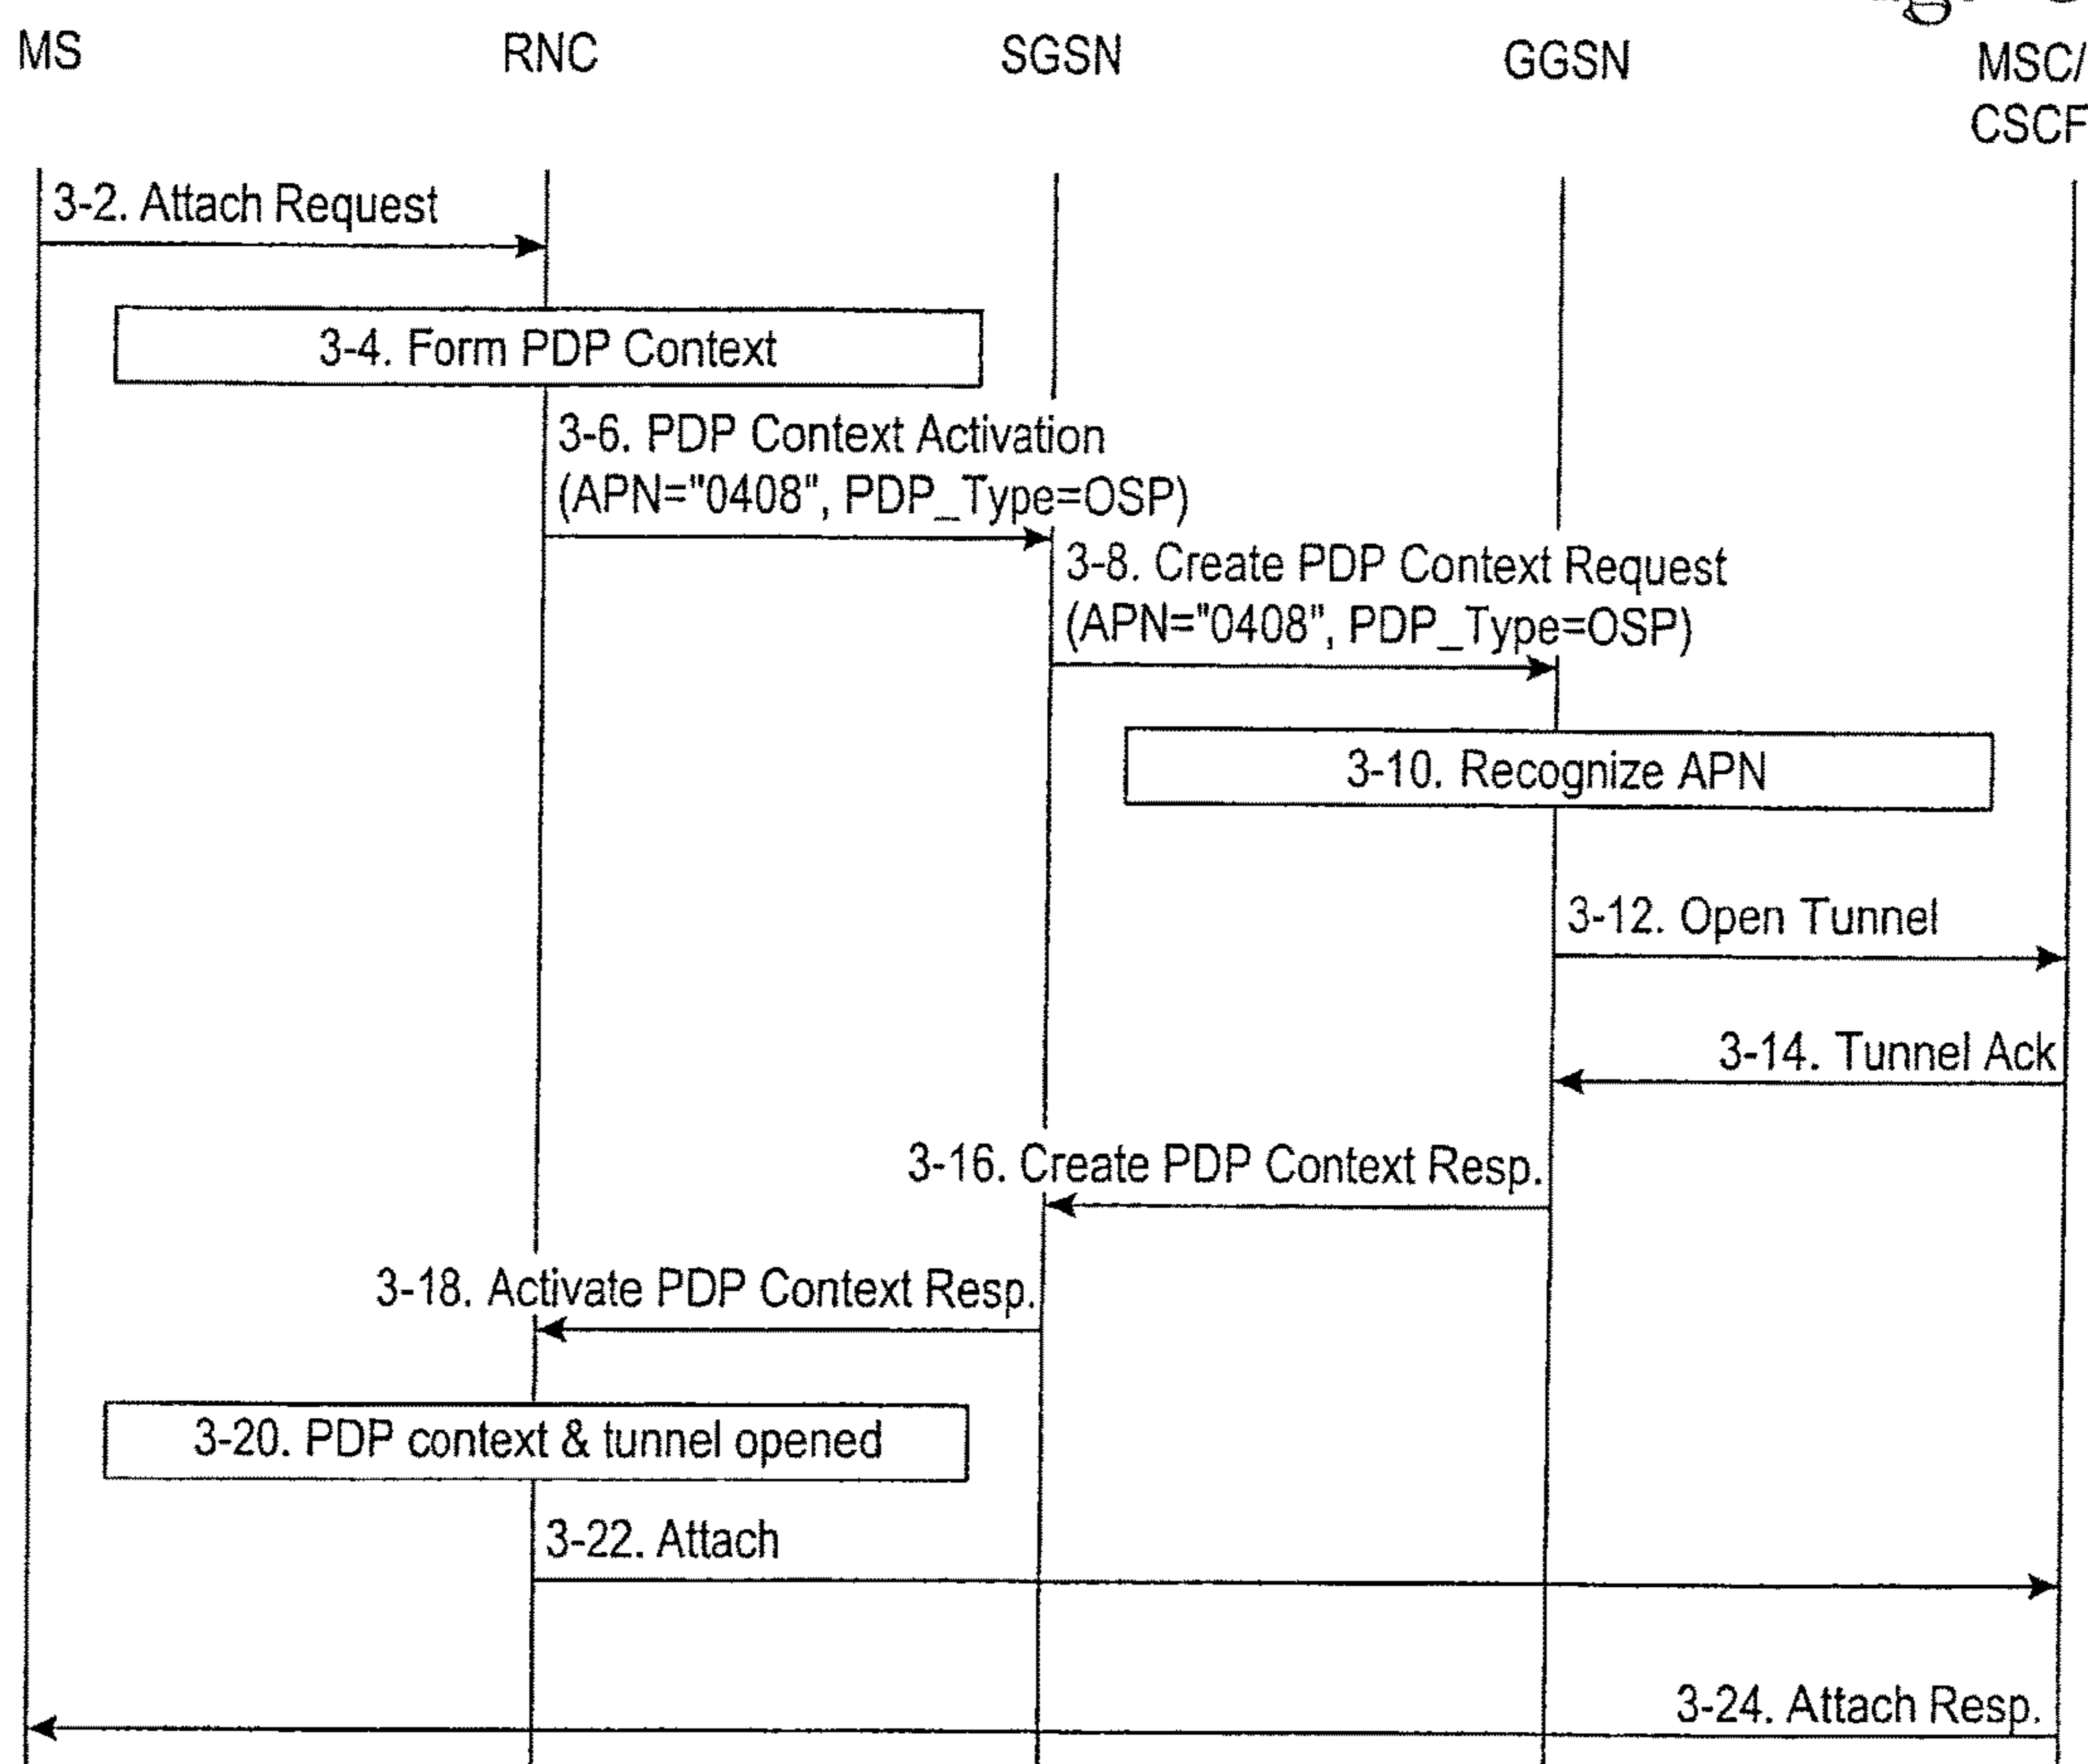 MS RNC SGSN GGSN MSC/
CSCF
3-2. Attach Request
3-4. Form PDP Context
3-6. PDP Context Activation
(APN="0408", PDP_Type=OSP)
3-8. Create PDP Context Request
(APN="0408", PDP_Type=OSP)
3-10. Recognize APN
3-12. Open Tunnel
3-14. Tunnel Ack
3-16. Create PDP Context Resp.
3-18. Activate PDP Context Resp.
3-20. PDP context & tunnel opened
3-22. Attach
3-24. Attach Resp.